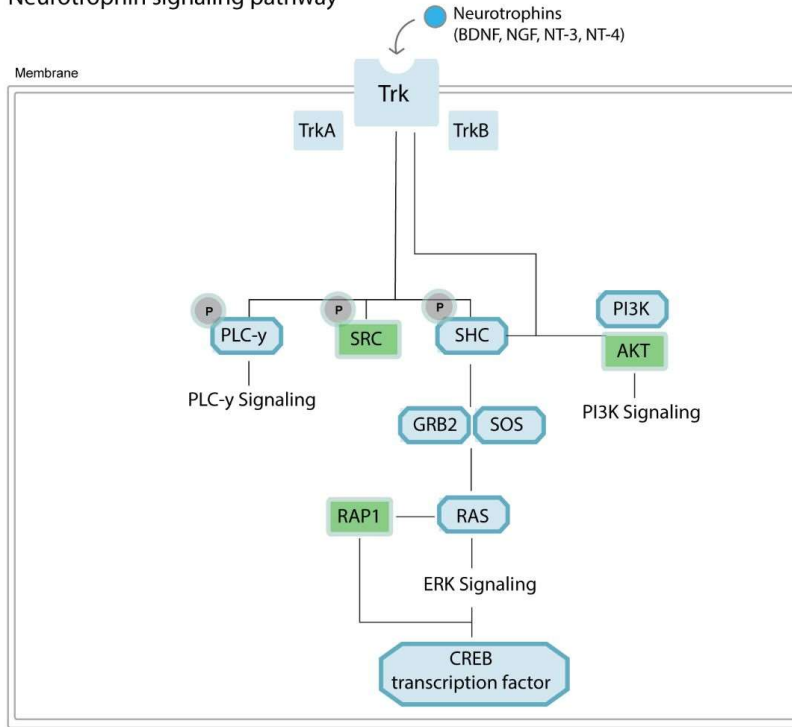 Neurotrophin signaling pathway
Neurotrophins
(BDNF, NGF, NT-3, NT-4)
Membrane
Trk
TrkA
TrkB
P
P
P
PI3K
PLC-y
SRC
SHC
AKT
PLC-y Signaling
PI3K Signaling
GRB2
SOS
RAP1
RAS
ERK Signaling
CREB
transcription factor